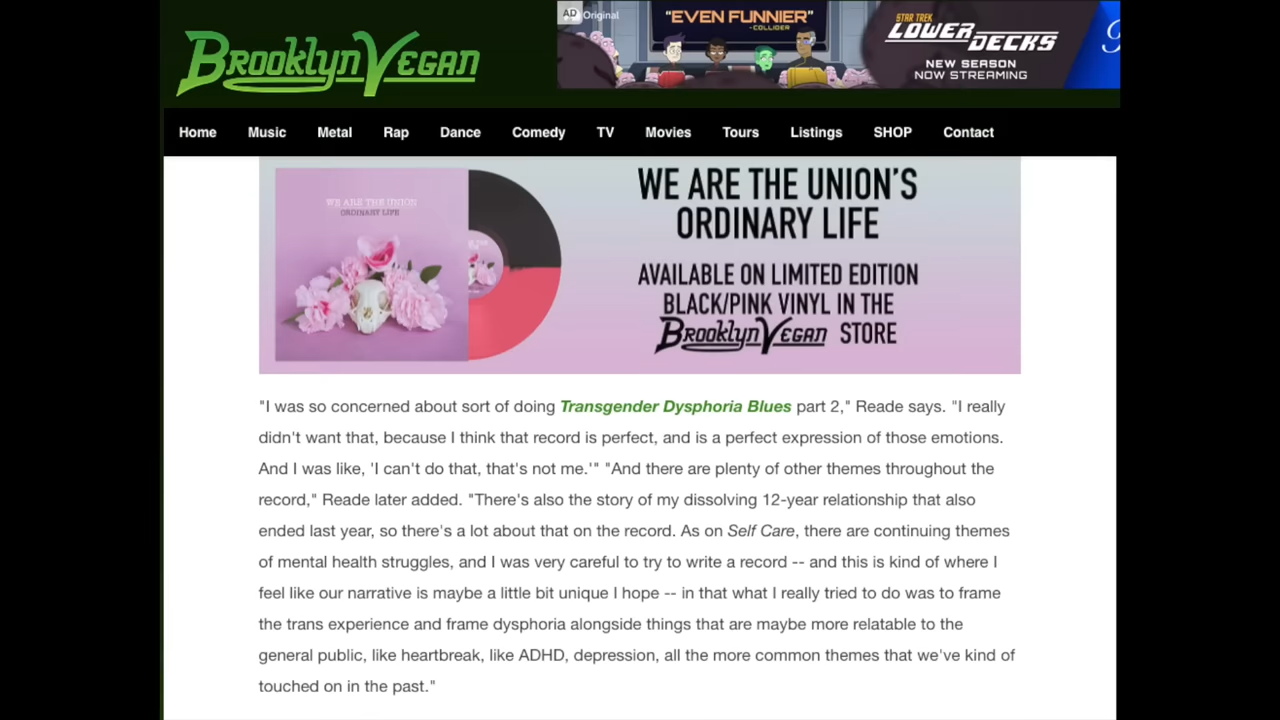 BrooklynVegan
AD Original
"EVEN FUNNIER"
-COLLIDER
STAR TREK
LOWER DECKS
NEW SEASON
NOW STREAMING
Home Music Metal Rap Dance Comedy TV Movies Tours Listings SHOP Contact
WE ARE THE UNION
ORDINARY LIFE
WE ARE THE UNION'S
ORDINARY LIFE
AVAILABLE ON LIMITED EDITION
BLACK/PINK VINYL IN THE
BrooklynVegan STORE
"I was so concerned about sort of doing Transgender Dysphoria Blues part 2," Reade says. "I really
didn't want that, because I think that record is perfect, and is a perfect expression of those emotions.
And I was like, 'I can't do that, that's not me.'" "And there are plenty of other themes throughout the
record," Reade later added. "There's also the story of my dissolving 12-year relationship that also
ended last year, so there's a lot about that on the record. As on Self Care, there are continuing themes
of mental health struggles, and I was very careful to try to write a record -- and this is kind of where I
feel like our narrative is maybe a little bit unique I hope -- in that what I really tried to do was to frame
the trans experience and frame dysphoria alongside things that are maybe more relatable to the
general public, like heartbreak, like ADHD, depression, all the more common themes that we've kind of
touched on in the past."